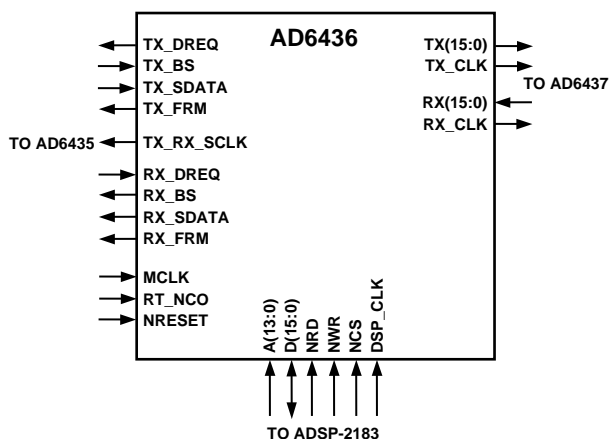 AD6436
TX_DREQ
TX_BS
TX_SDATA
TX_FRM
TO AD6435
TX_RX_SCLK
RX_DREQ
RX_BS
RX_SDATA
RX_FRM
MCLK
RT_NCO
NRESET
TX(15:0)
TX_CLK
TO AD6437
RX(15:0)
RX_CLK
A(13:0)
D(15:0)
NRD
NWR
NCS
DSP_CLK
TO ADSP-2183